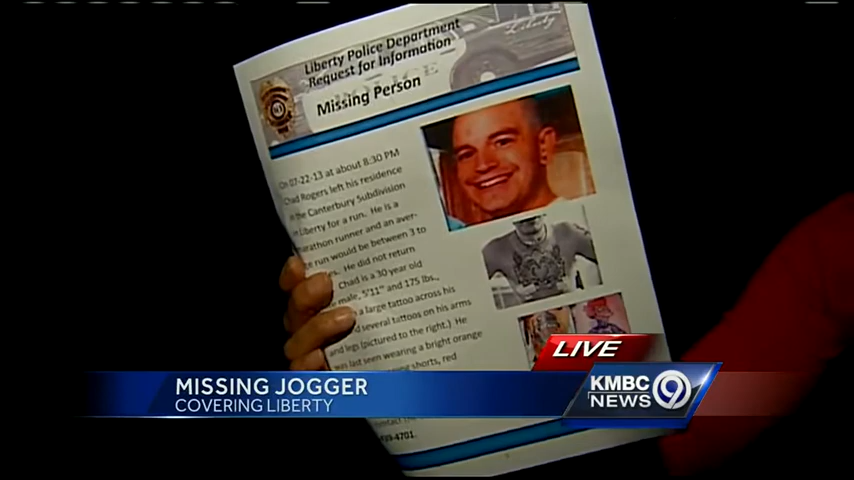 Liberty Police Department
Request for Information
Missing Person
Liberty
On 07-22-13 at about 8:30 PM
Chad Rogers left his residence
in the Canterbury Subdivision
in Liberty for a run. He is a
marathon runner and an aver-
run would be between 3 to
He did not return
Chad is a 30 year old
male, 5'11" and 175 lbs.,
a large tattoo across his
several tattoos on his arms
and legs (pictured to the right.) He
was last seen wearing a bright orange
shorts, red
-4701.
LIVE
MISSING JOGGER
COVERING LIBERTY
KMBC 9
NEWS